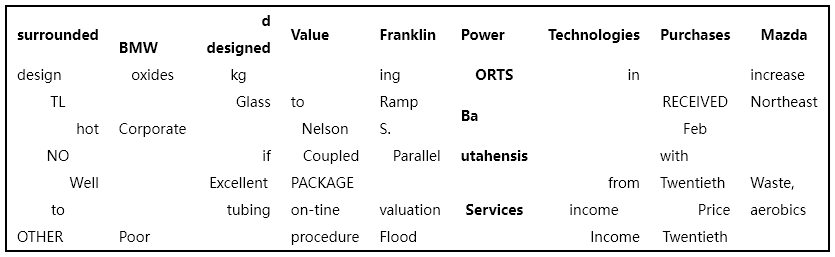 surrounded BMW d designed Value Franklin Power Technologies Purchases Mazda
design oxides kg ing ORTS in increase
TL Glass to Ramp Ba RECEIVED Northeast
hot Corporate Nelson S. Feb
NO if Coupled Parallel utahensis with
Well Excellent PACKAGE from Twentieth Waste,
to tubing on-tine valuation Services income Price aerobics
OTHER Poor procedure Flood Income Twentieth